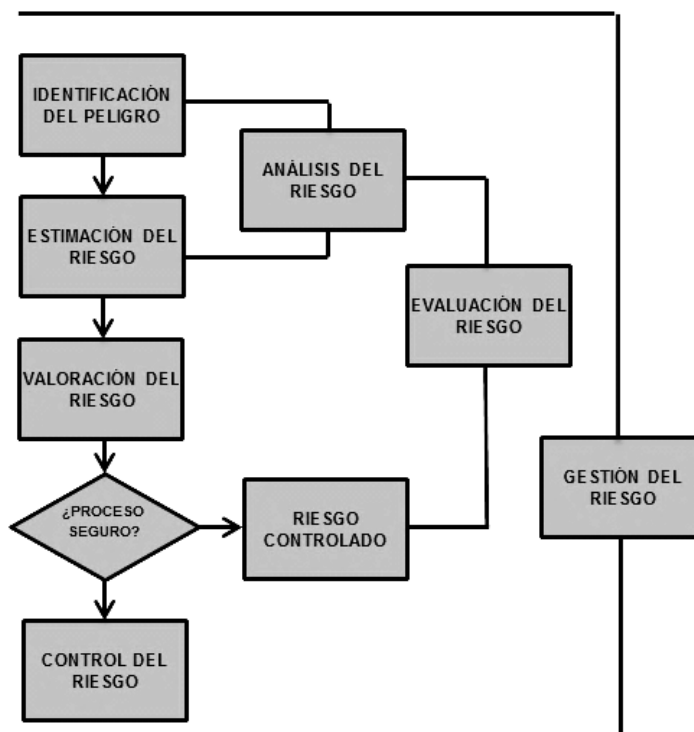 IDENTIFICACIÓN
DEL PELIGRO
ANÁLISIS DEL
RIESGO
ESTIMACIÓN DEL
RIESGO
EVALUACIÓN DEL
RIESGO
VALORACIÓN DEL
RIESGO
¿PROCESO
SEGURO?
RIESGO
CONTROLADO
GESTIÓN DEL
RIESGO
CONTROL DEL
RIESGO